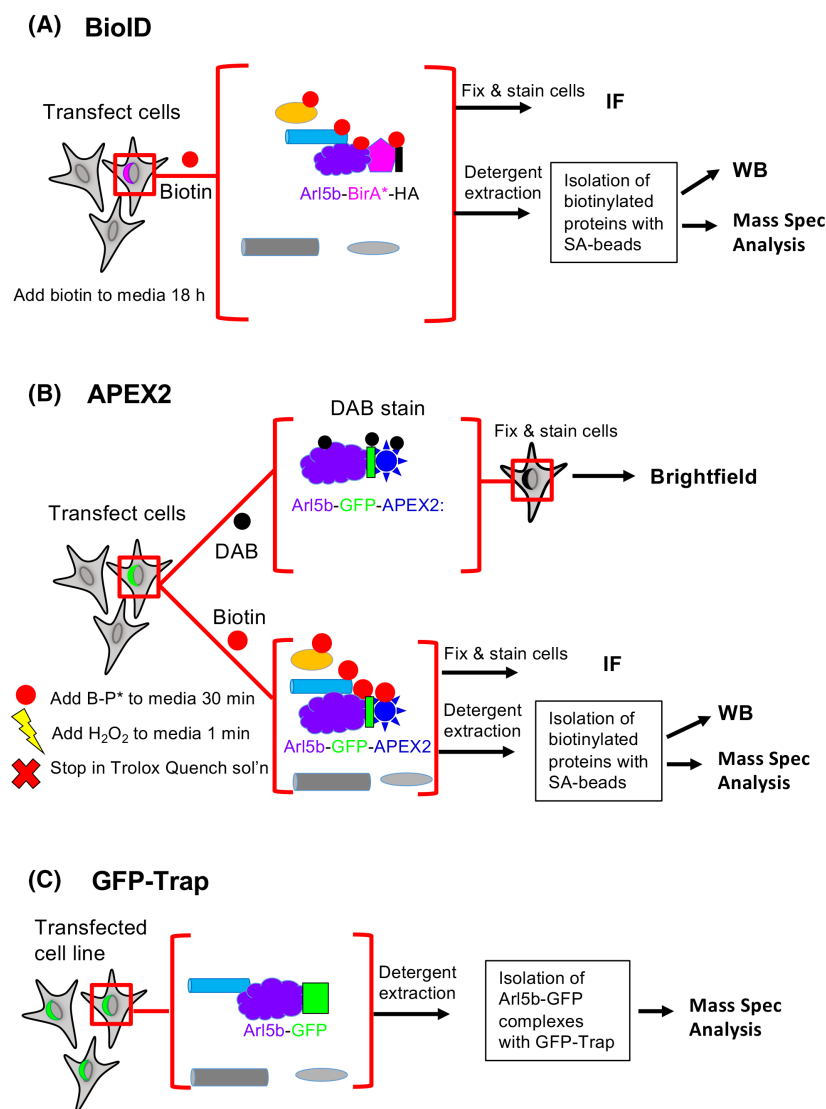 (A) BioID
Transfect cells
Biotin
Add biotin to media 18 h
Arl5b-BirA*-HA
Fix & stain cells
IF
Detergent
extraction
Isolation of
biotinylated
proteins with
SA-beads
WB
Mass Spec
Analysis
(B) APEX2
Transfect cells
DAB
DAB stain
Arl5b-GFP-APEX2:
Fix & stain cells
Brightfield
Biotin
Add B-P* to media 30 min
Add H₂O₂ to media 1 min
Stop in Trolox Quench sol'n
Arl5b-GFP-APEX2
Fix & stain cells
IF
Detergent
extraction
Isolation of
biotinylated
proteins with
SA-beads
WB
Mass Spec
Analysis
(C) GFP-Trap
Transfected
cell line
Arl5b-GFP
Detergent
extraction
Isolation of
Arl5b-GFP
complexes
with GFP-Trap
Mass Spec
Analysis